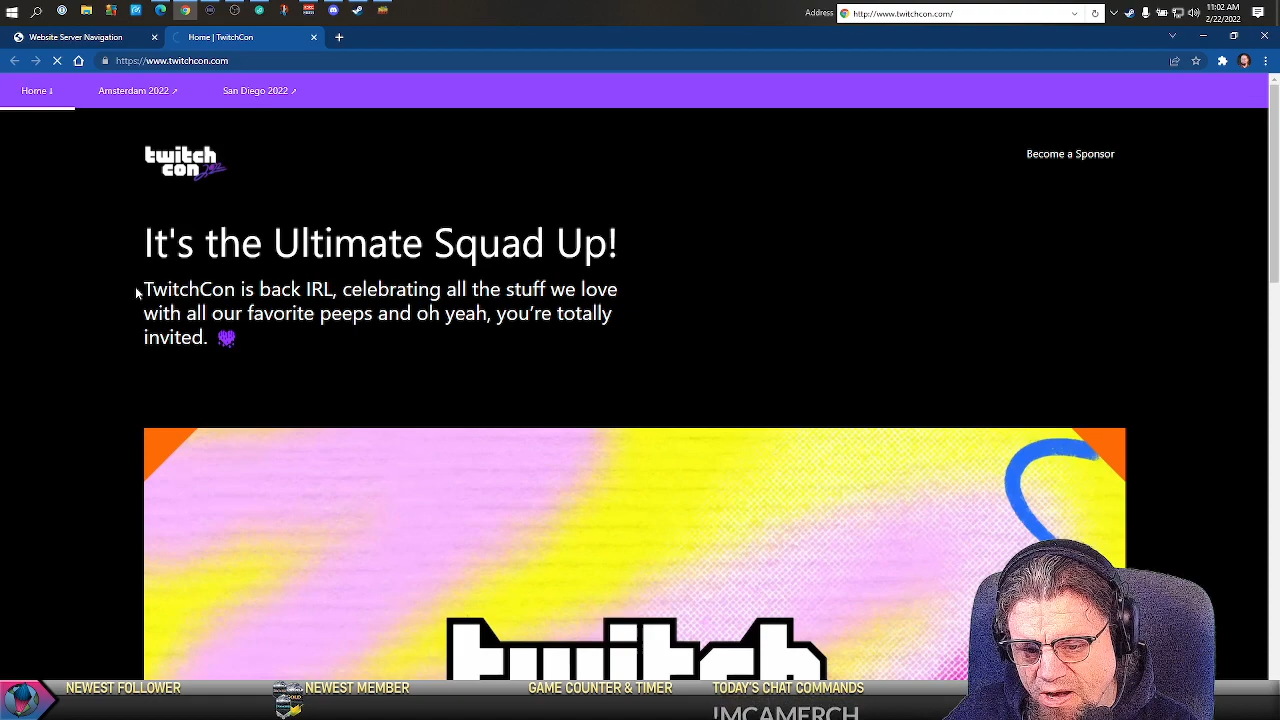 Address http://www.twitchcon.com/
11:02 AM
2/22/2022
Website Server Navigation
Home | TwitchCon
https://www.twitchcon.com
Home
Amsterdam 2022
San Diego 2022
twitch
con
Become a Sponsor
It's the Ultimate Squad Up!
TwitchCon is back IRL, celebrating all the stuff we love
with all our favorite peeps and oh yeah, you're totally
invited.
twitch
NEWEST FOLLOWER
NEWEST MEMBER
GAME COUNTER & TIMER
TODAY'S CHAT COMMANDS
!MCAMERCH